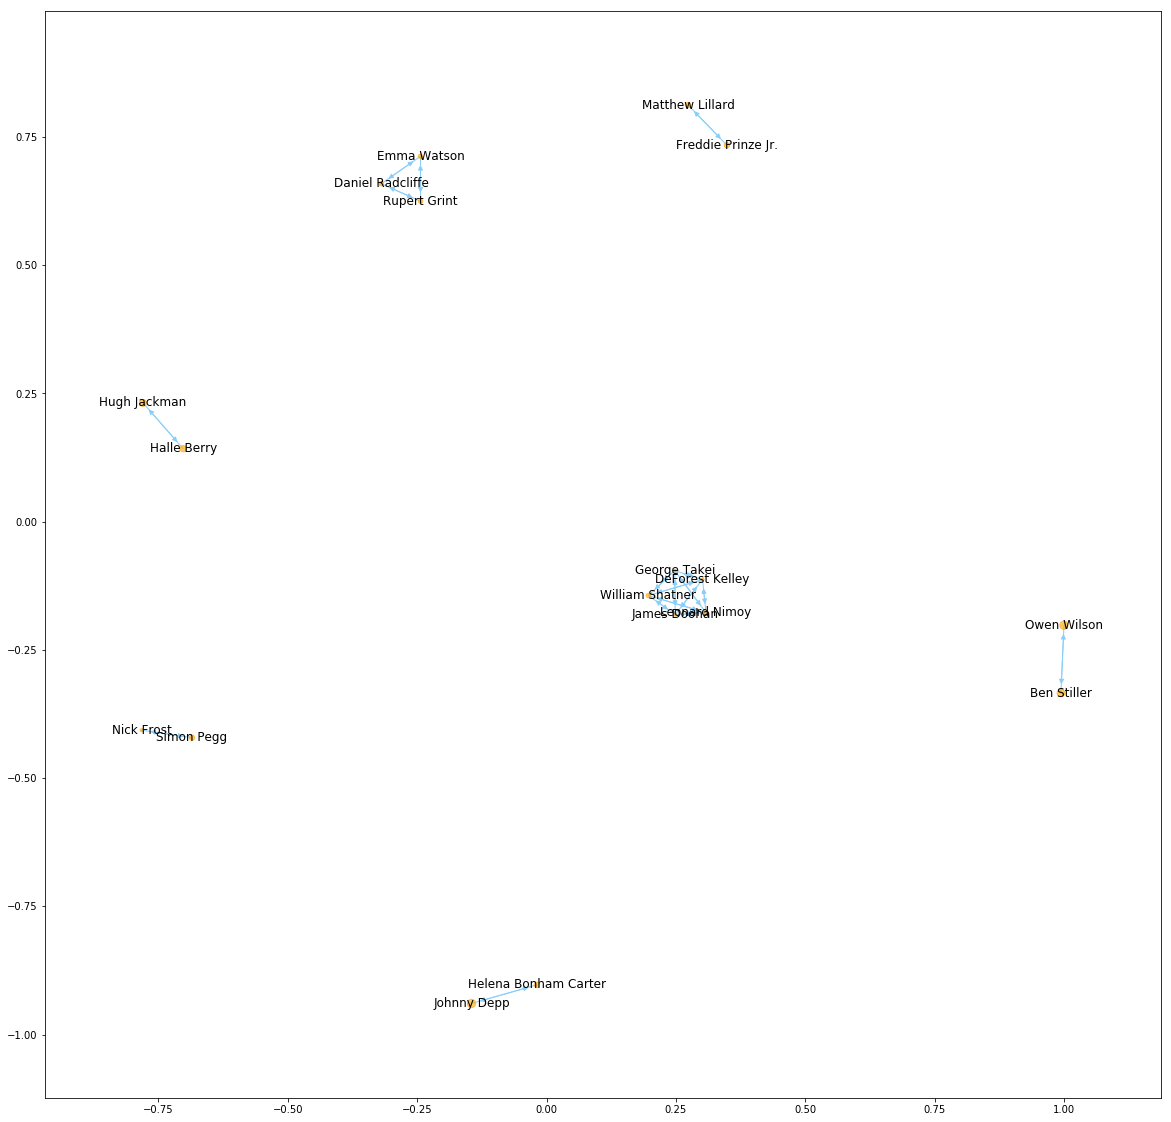 Matthew Lillard
0.75
Freddie Prinze Jr.
Emma Watson
Daniel Radcliffe
Rupert Grint
0.50
0.25
Hugh Jackman
Halle Berry
0.00
George Takei
DeForest Kelley
William Shatner
Leonard Nimoy
James Doohan
−0.25
Owen Wilson
Ben Stiller
Nick Frost
Simon Pegg
−0.50
−0.75
Helena Bonham Carter
Johnny Depp
−1.00
−0.75 −0.50 −0.25 0.00 0.25 0.50 0.75 1.00